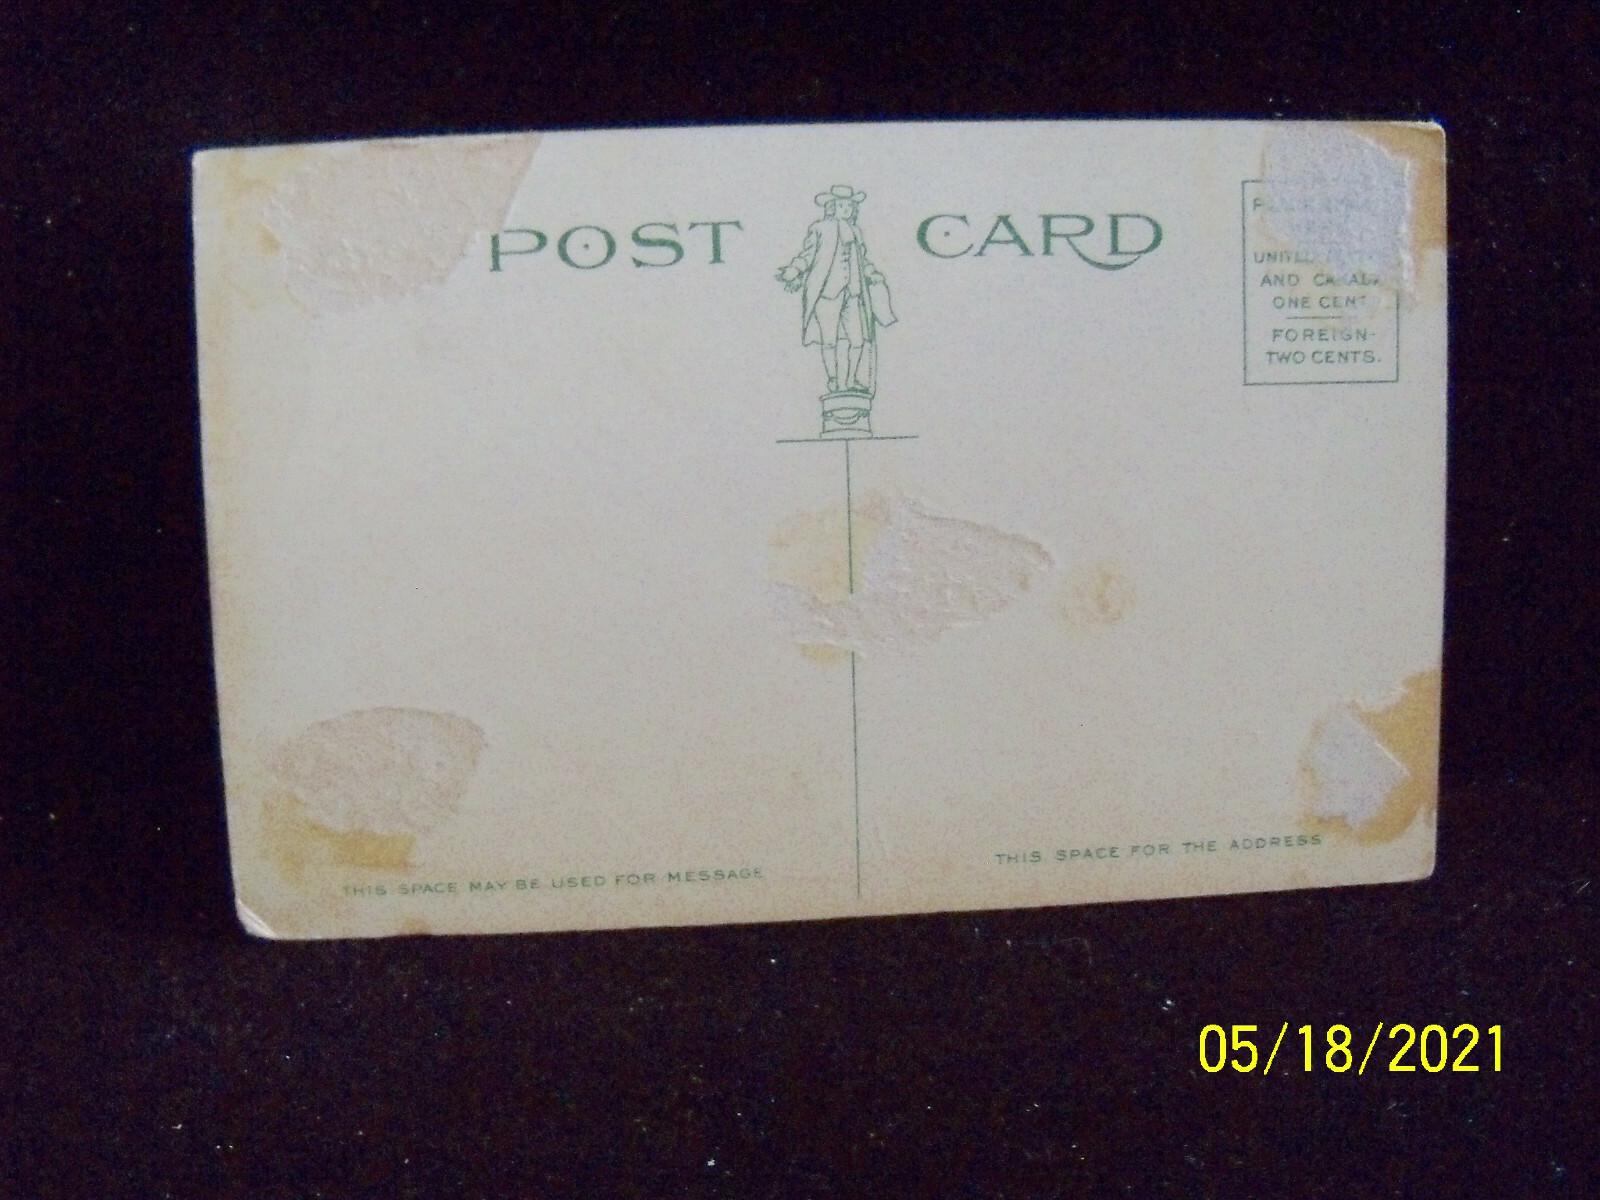 POST CARD
AND
ONE CENT
FOREIGN-
TWO CENTS.
THIS SPACE MAY BE USED FOR MESSAGE
THIS SPACE FOR THE ADDRESS
05/18/2021